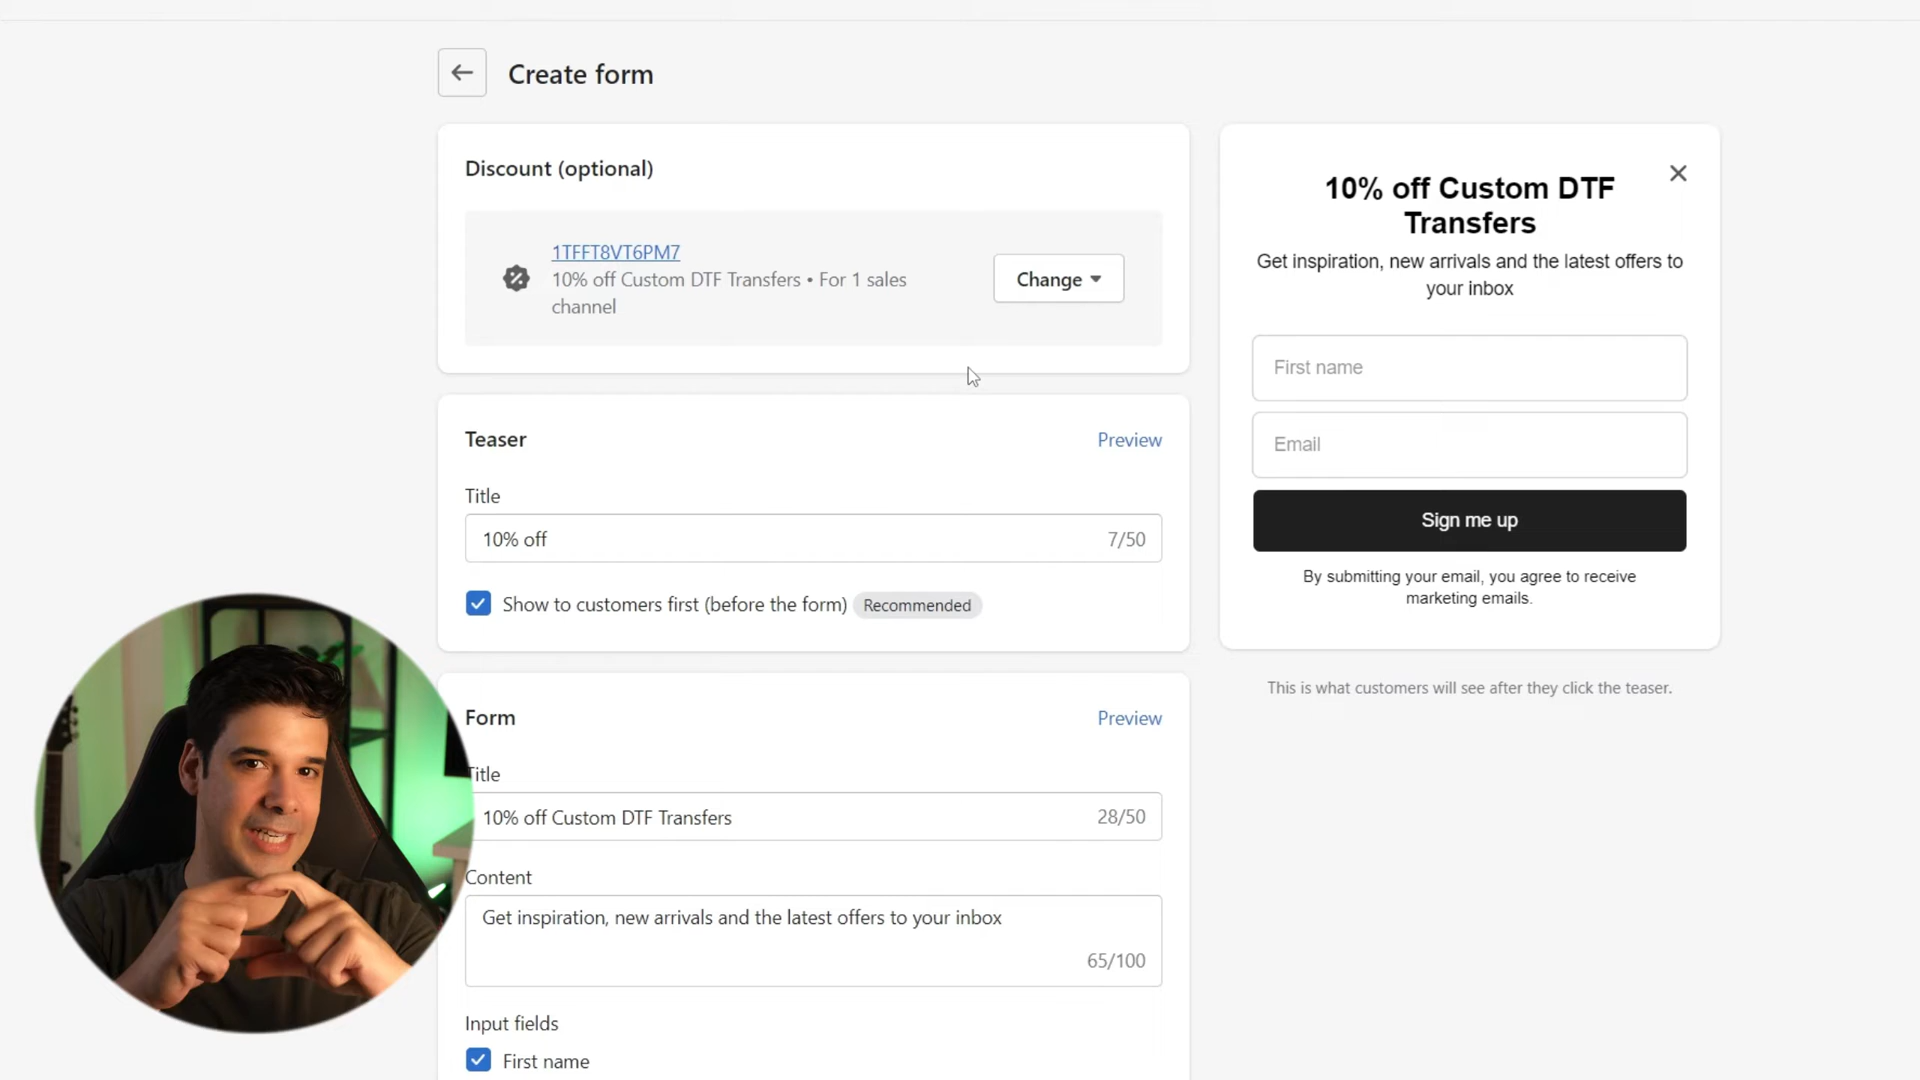 Create form
Discount (optional)
1TFFT8VT6PM7
10% off Custom DTF Transfers • For 1 sales
channel
Change
Teaser
Preview
Title
10% off
7/50
Show to customers first (before the form)
Recommended
Form
Preview
Title
10% off Custom DTF Transfers
28/50
Content
Get inspiration, new arrivals and the latest offers to your inbox
65/100
Input fields
First name
10% off Custom DTF
Transfers
Get inspiration, new arrivals and the latest offers to
your inbox
First name
Email
Sign me up
By submitting your email, you agree to receive
marketing emails.
This is what customers will see after they click the teaser.